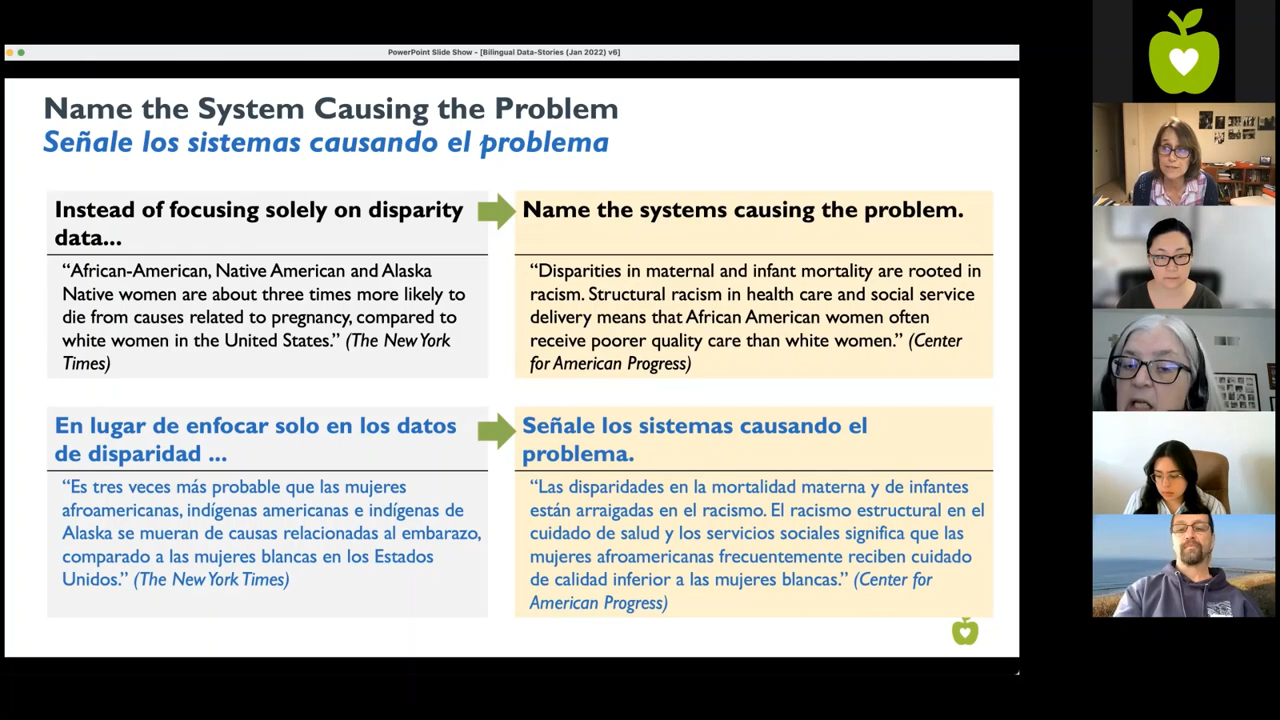 PowerPoint Slide Show - [Bilingual Data-Stories (Jan 2022) v6]
Name the System Causing the Problem
Señale los sistemas causando el problema
Instead of focusing solely on disparity
data...
Name the systems causing the problem.
“African-American, Native American and Alaska
Native women are about three times more likely to
die from causes related to pregnancy, compared to
white women in the United States.” (The New York
Times)
“Disparities in maternal and infant mortality are rooted in
racism. Structural racism in health care and social service
delivery means that African American women often
receive poorer quality care than white women.” (Center
for American Progress)
En lugar de enfocar solo en los datos
de disparidad ...
Señale los sistemas causando el
problema.
“Es tres veces más probable que las mujeres
afroamericanas, indígenas americanas e indígenas de
Alaska se mueran de causas relacionadas al embarazo,
comparado a las mujeres blancas en los Estados
Unidos.” (The New York Times)
“Las disparidades en la mortalidad materna y de infantes
están arraigadas en el racismo. El racismo estructural en el
cuidado de salud y los servicios sociales significa que las
mujeres afroamericanas frecuentemente reciben cuidado
de calidad inferior a las mujeres blancas.” (Center for
American Progress)